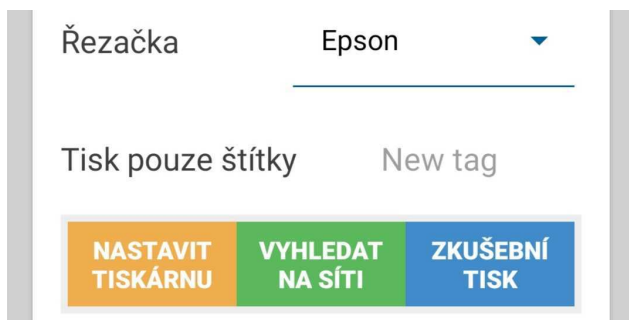 Řezačka Epson
Tisk pouze štítky New tag
NASTAVIT TISKÁRNU
VYHLEDAT NA SÍTI
ZKUŠEBNÍ TISK